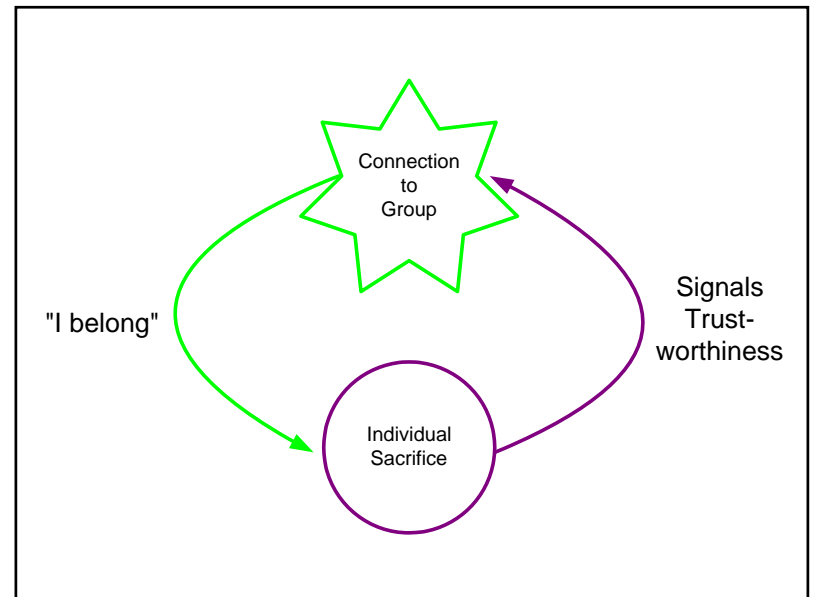 Connection
to
Group
"I belong"
Signals
Trust-
worthiness
Individual
Sacrifice